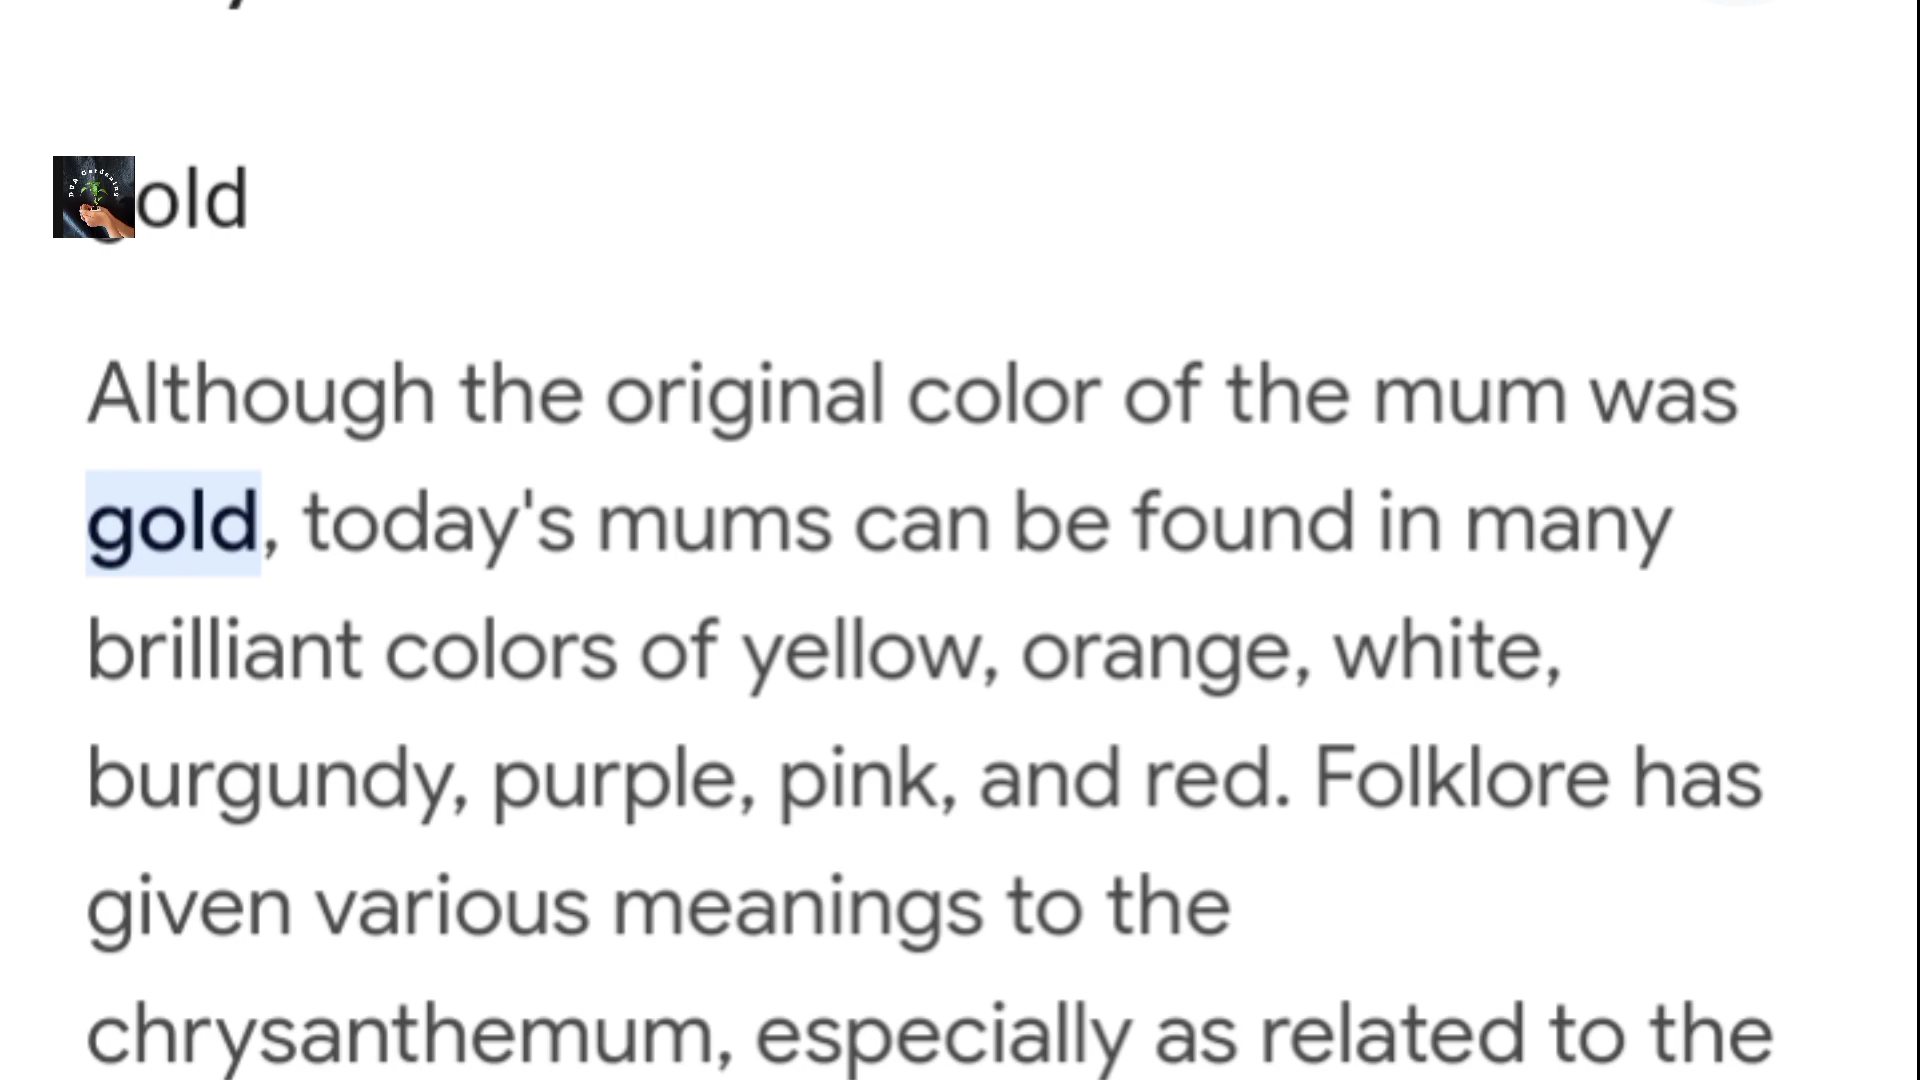 old
Although the original color of the mum was
gold, today's mums can be found in many
brilliant colors of yellow, orange, white,
burgundy, purple, pink, and red. Folklore has
given various meanings to the
chrysanthemum, especially as related to the